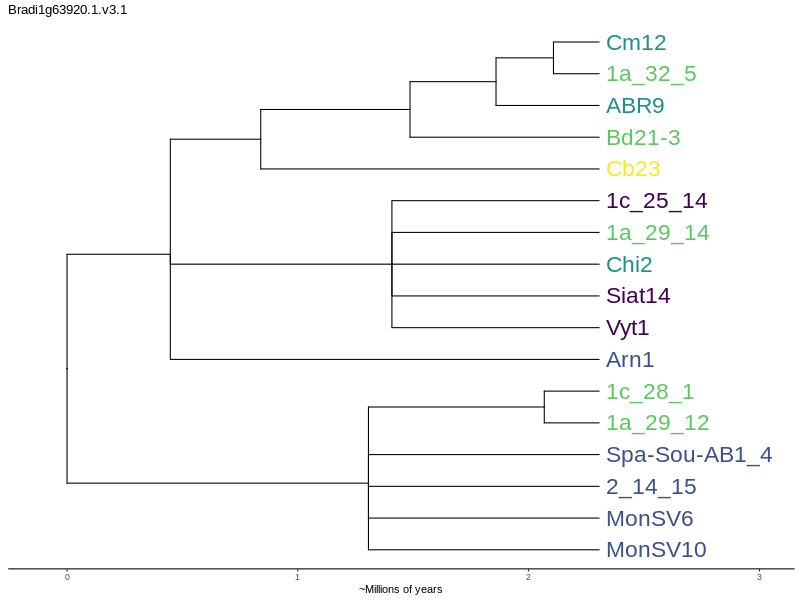 Bradi1g63920.1.v3.1
Cm12
1a_32_5
ABR9
Bd21-3
Cb23
1c_25_14
1a_29_14
Chi2
Siat14
Vyt1
Arn1
1c_28_1
1a_29_12
Spa-Sou-AB1_4
2_14_15
MonSV6
MonSV10
0 1 2 3
~Millions of years